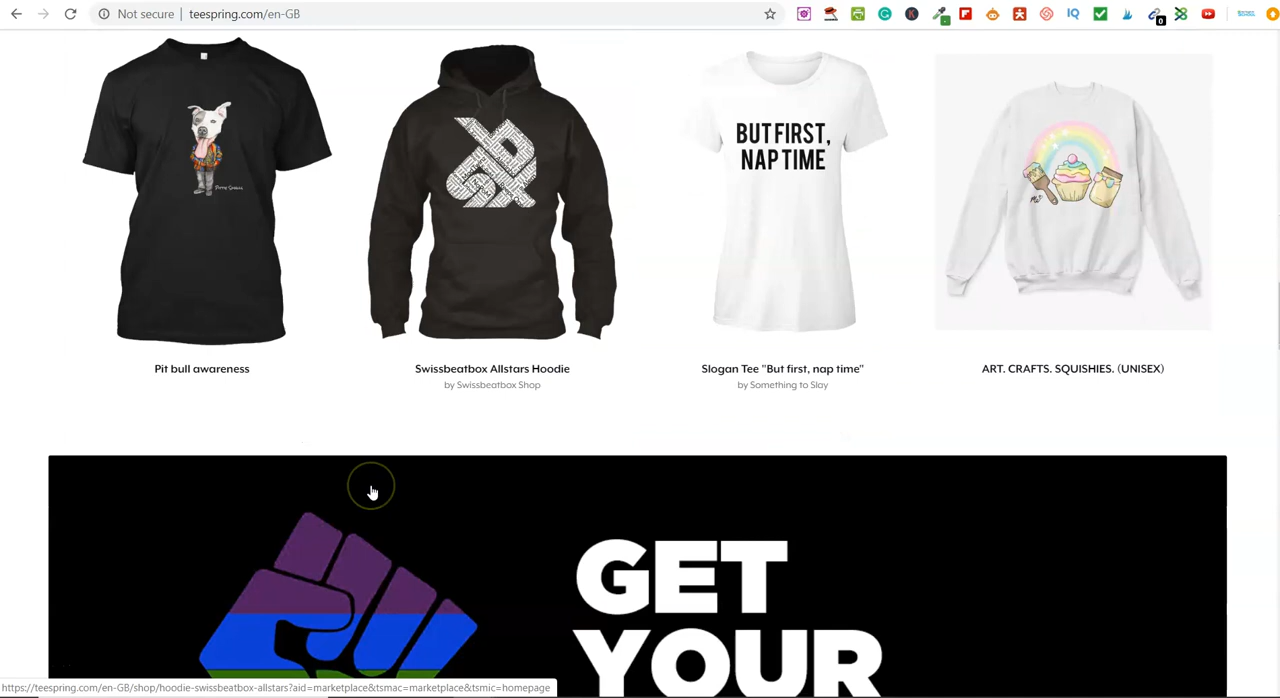 Not secure
teespring.com/en-GB
BUT FIRST,
NAP TIME
Pit bull awareness
Swissbeatbox Allstars Hoodie
by Swissbeatbox Shop
Slogan Tee "But first, nap time"
by Something to Slay
ART. CRAFTS. SQUISHIES. (UNISEX)
GET
YOUR
https://teespring.com/en-GB/shop/hoodie-swissbeatbox-allstars?aid=marketplace&tsmac=marketplace&tsmic=homepage